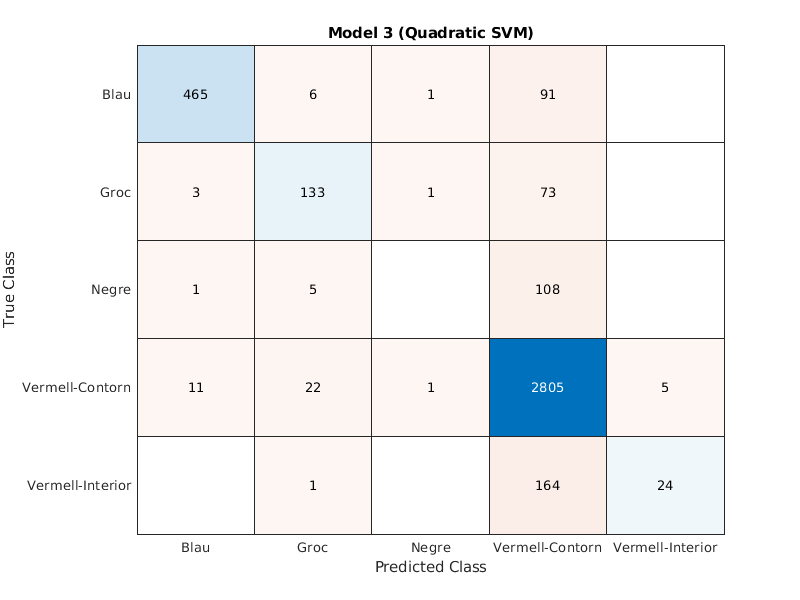 Model 3 (Quadratic SVM)
True Class
Blau 465 6 1 91
Groc 3 133 1 73
Negre 1 5 108
Vermell-Contorn 11 22 1 2805 5
Vermell-Interior 1 164 24
Blau Groc Negre Vermell-Contorn Vermell-Interior
Predicted Class